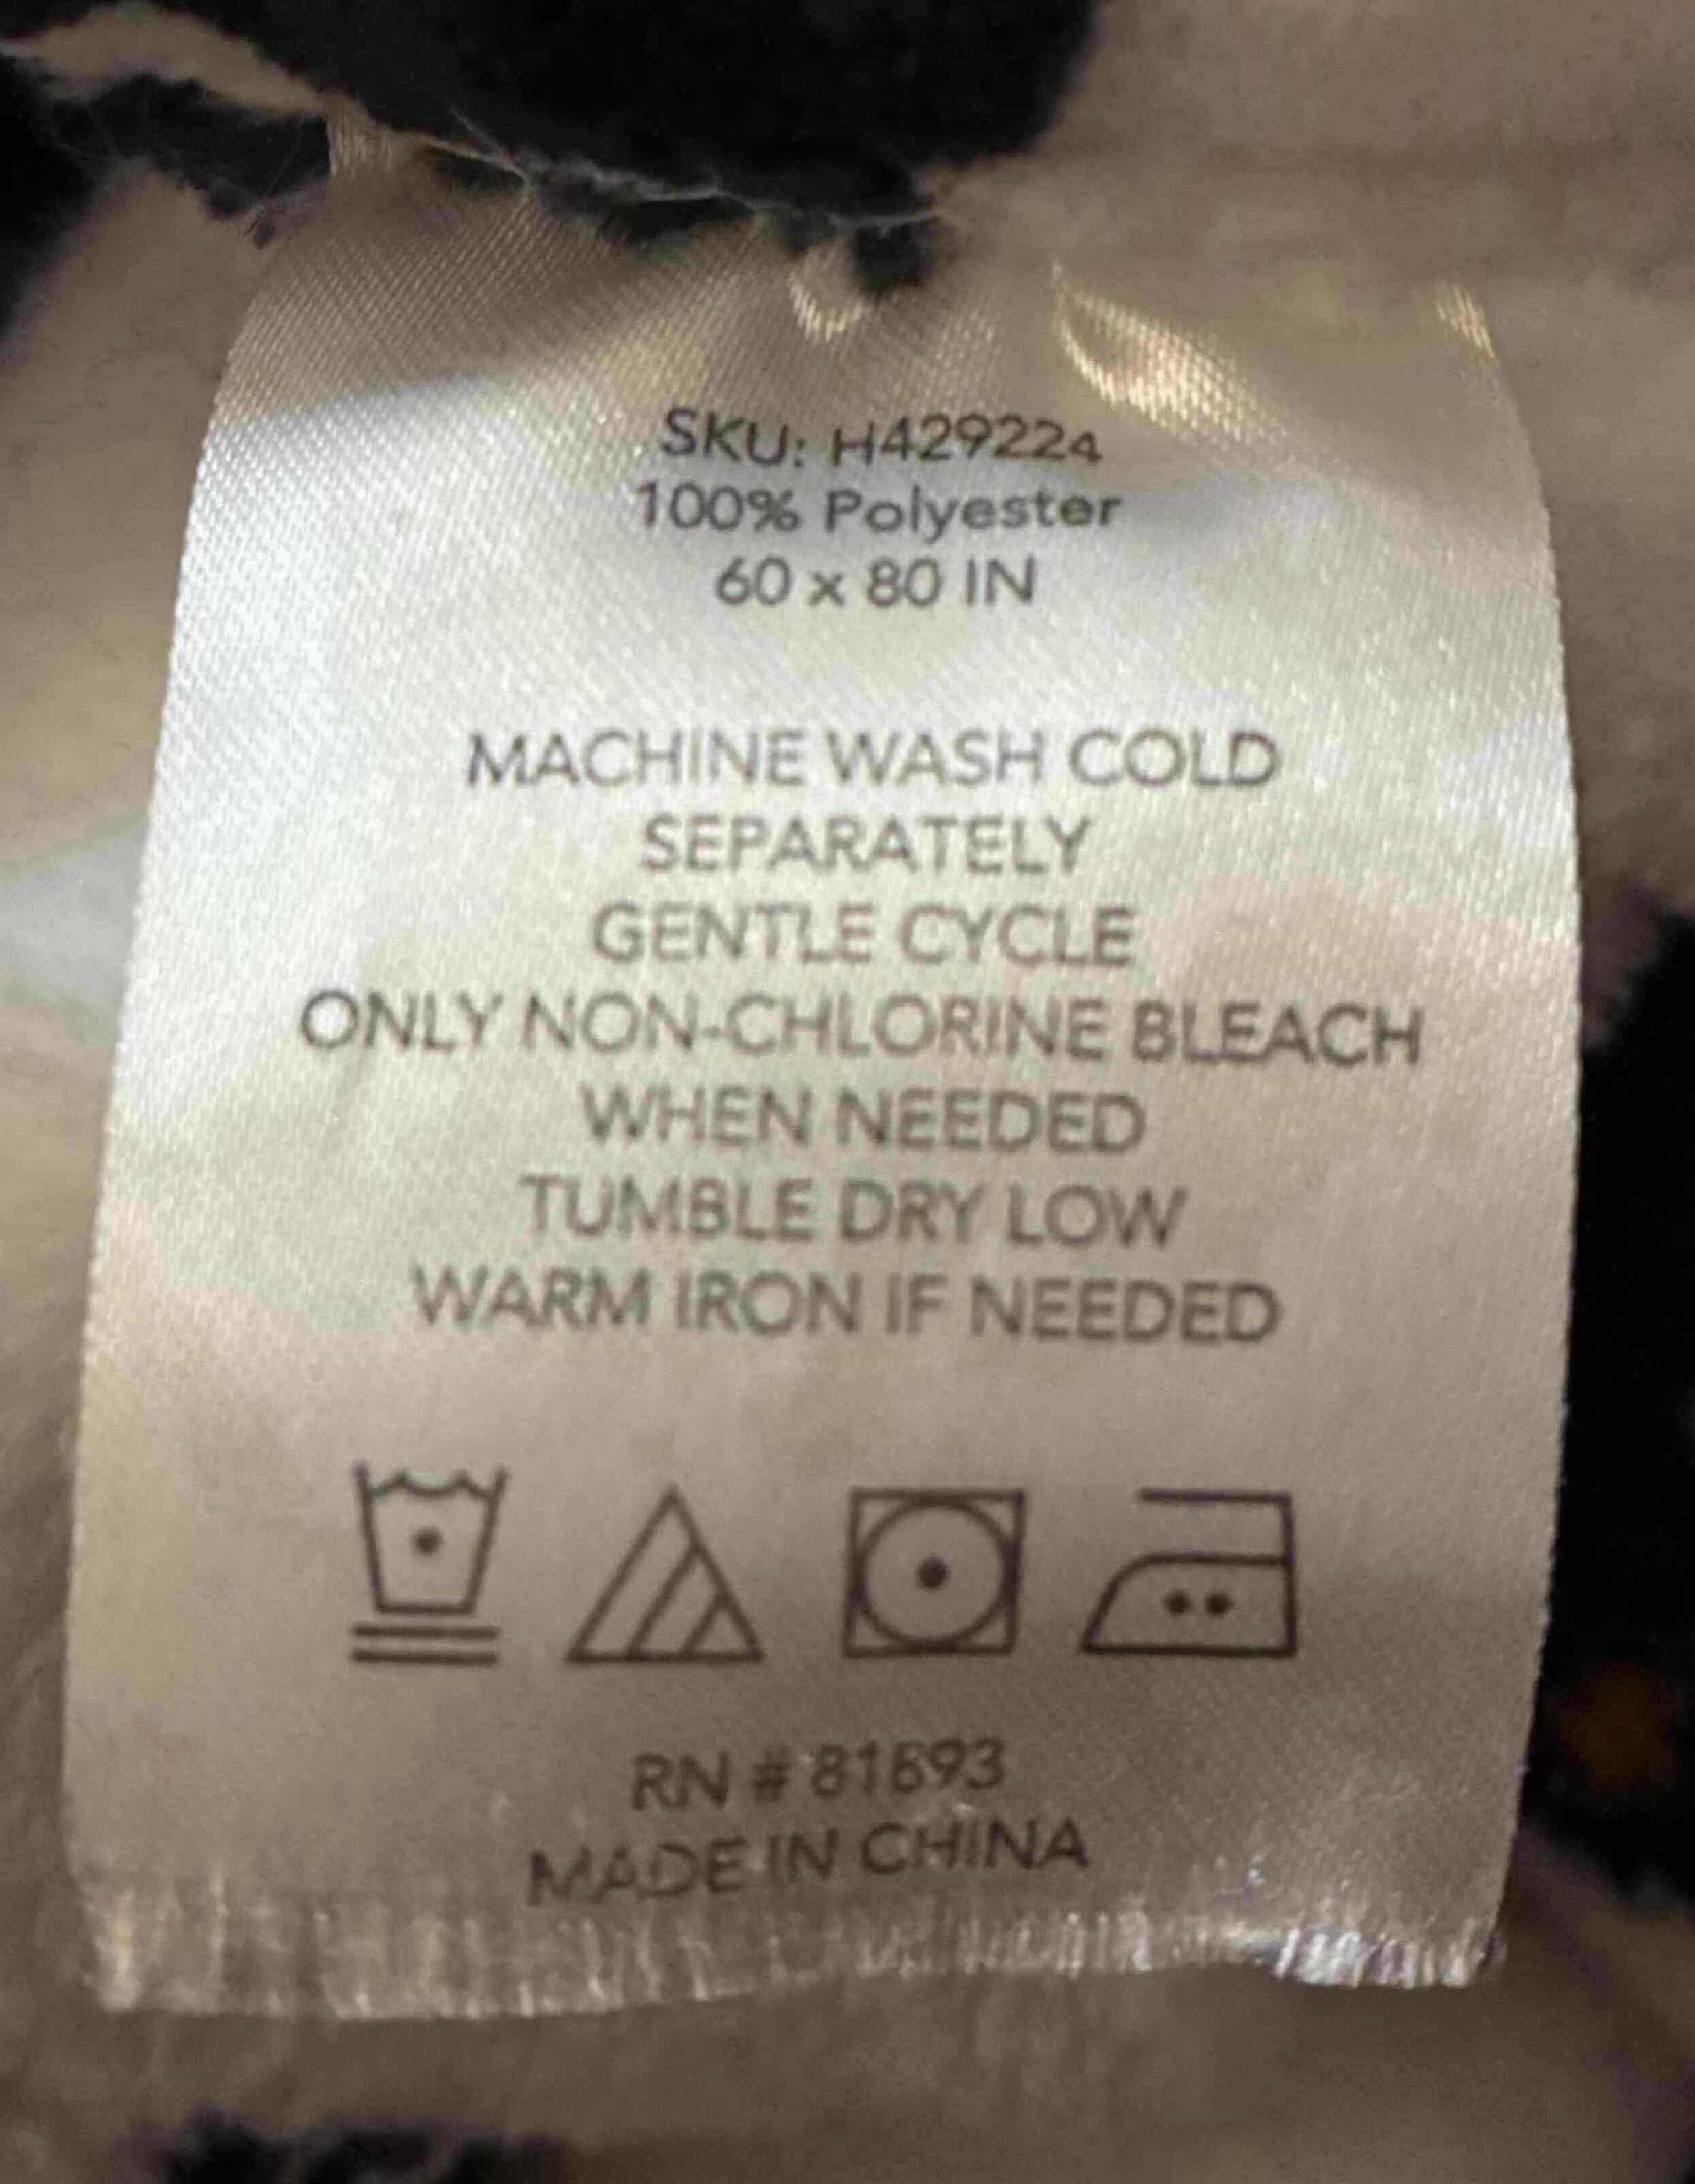 SKU: H429224
100% Polyester
60 x 80 IN
MACHINE WASH COLD
SEPARATELY
GENTLE CYCLE
ONLY NON-CHLORINE BLEACH
WHEN NEEDED
TUMBLE DRY LOW
WARM IRON IF NEEDED
RN # 81893
MADE IN CHINA